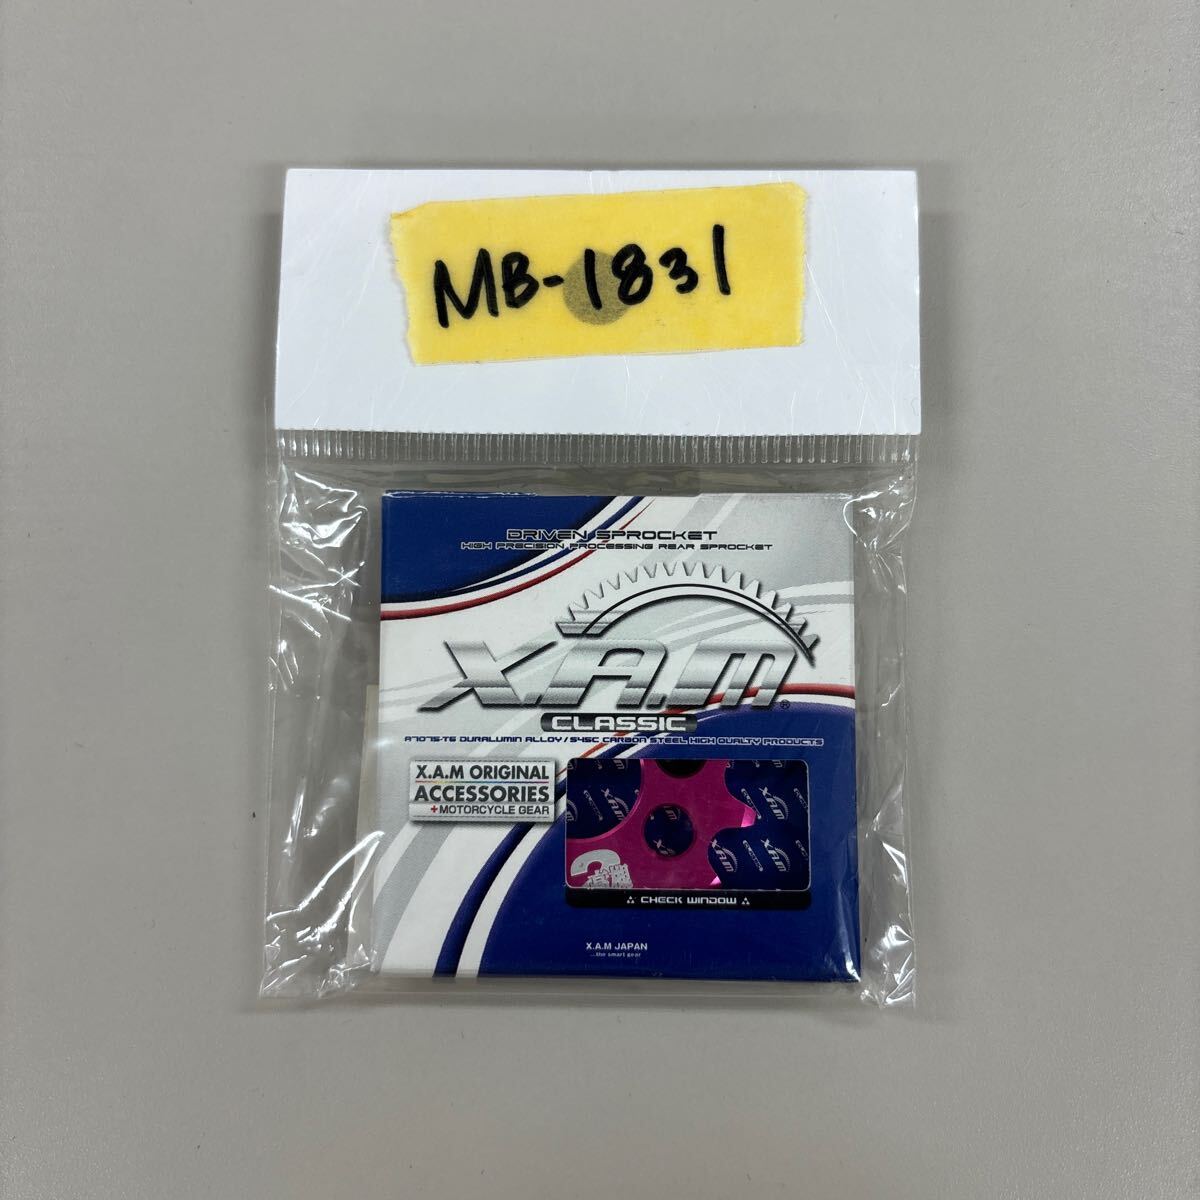 MB-1831
DRIVEN SPROCKET
HIGH PRECISION PROCESSING REAR SPROCKET
X.A.M®
CLASSIC
A7075-T6 DURALUMIN ALLOY/S45C CARBON STEEL HIGH QUALTY PRODUCTS
X.A.M ORIGINAL
ACCESSORIES
+MOTORCYCLE GEAR
X.A.M
X.A.M
X.A.M
X.A.M
CHECK WINDOW
X.A.M JAPAN
...the smart gear